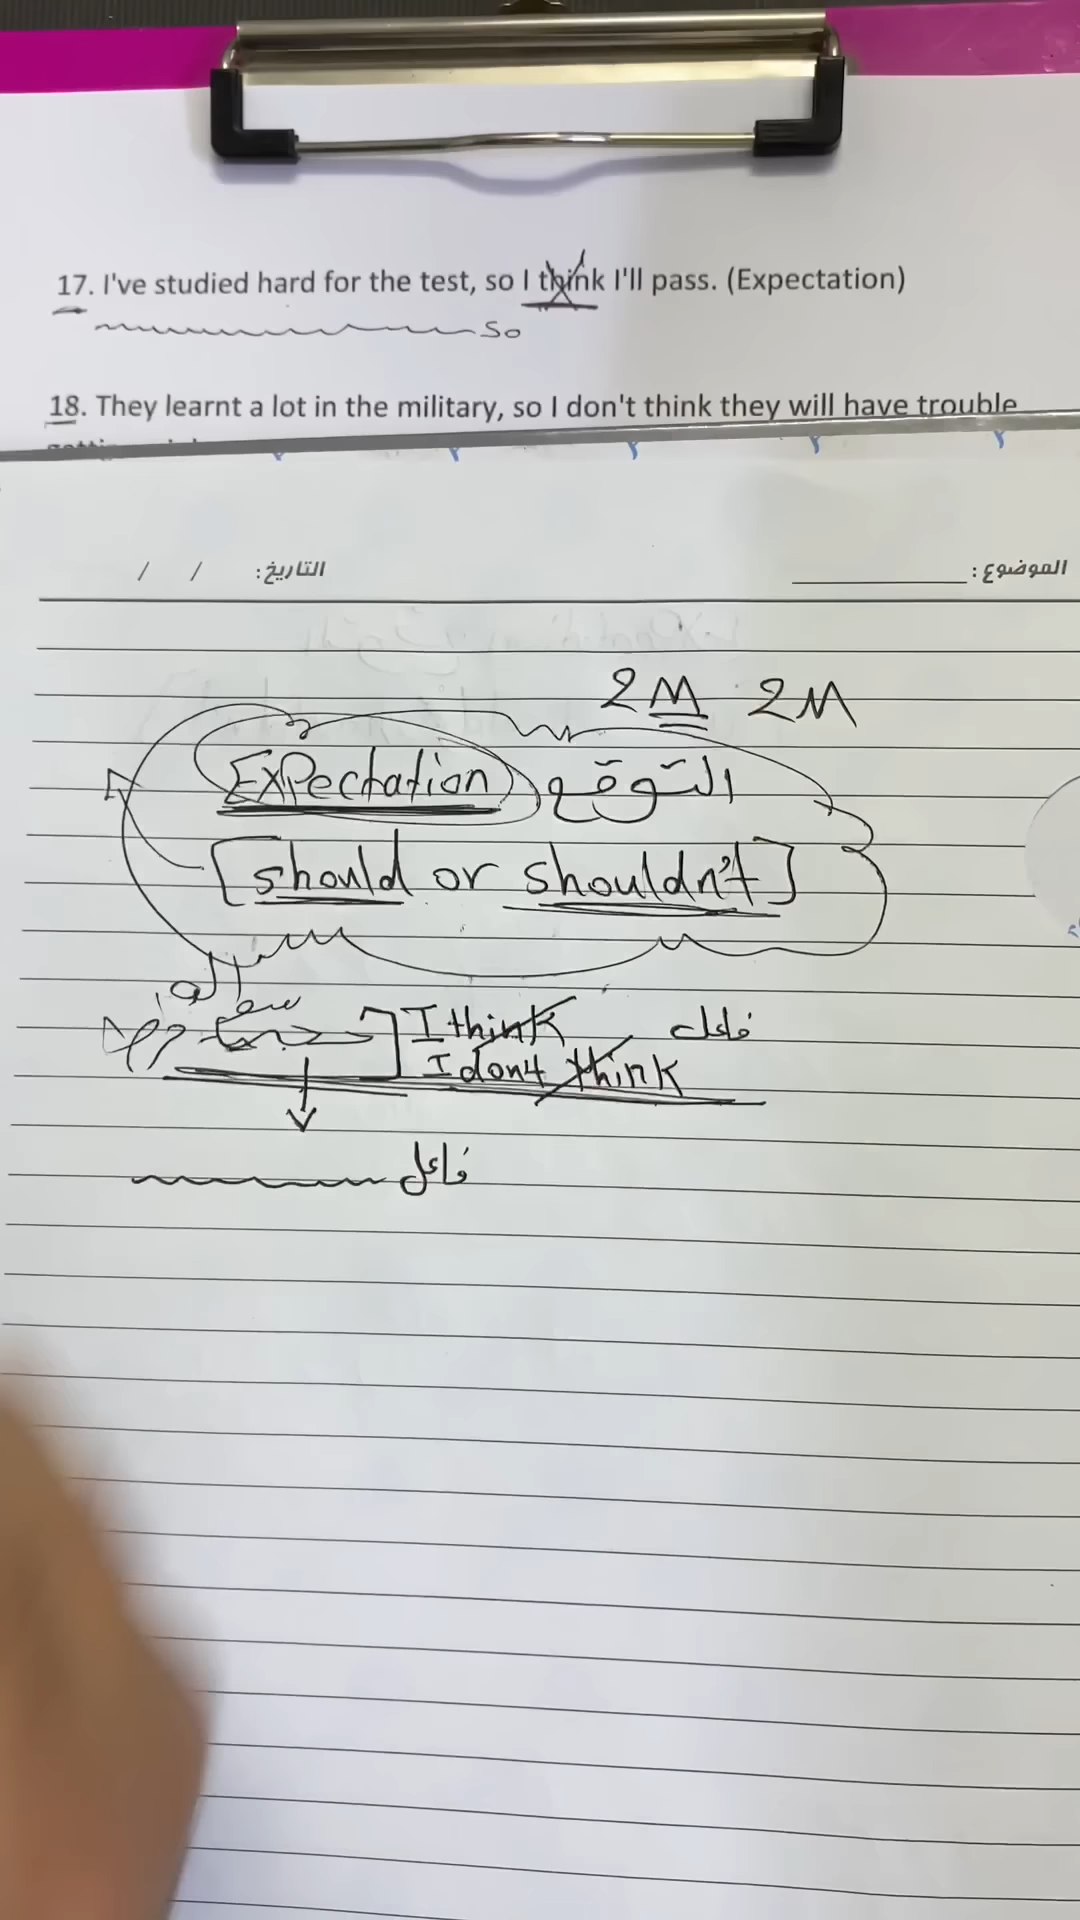 17. I've studied hard for the test, so I think I'll pass. (Expectation)
so
18. They learnt a lot in the military, so I don't think they will have trouble
التاريخ: / /
الموضوع:
2M 2M
Expectation التوقع
[should or shouldn't]
I think فاعل
I don't think
فاعل